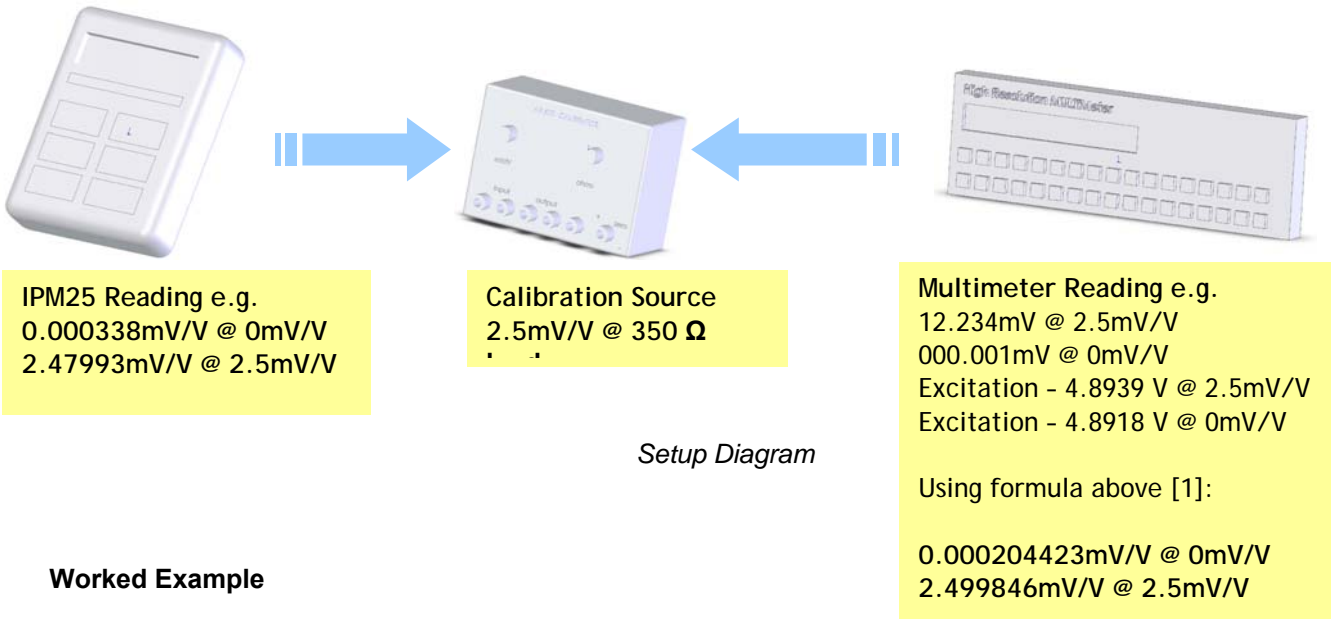 High Resolution MULTIMeter
input
output
ohms
zero
IPM25 Reading e.g.
0.000338mV/V @ 0mV/V
2.47993mV/V @ 2.5mV/V
Calibration Source
2.5mV/V @ 350 Ω
Multimeter Reading e.g.
12.234mV @ 2.5mV/V
000.001mV @ 0mV/V
Excitation – 4.8939 V @ 2.5mV/V
Excitation – 4.8918 V @ 0mV/V
Using formula above [1]:
0.000204423mV/V @ 0mV/V
2.499846mV/V @ 2.5mV/V
Setup Diagram
Worked Example